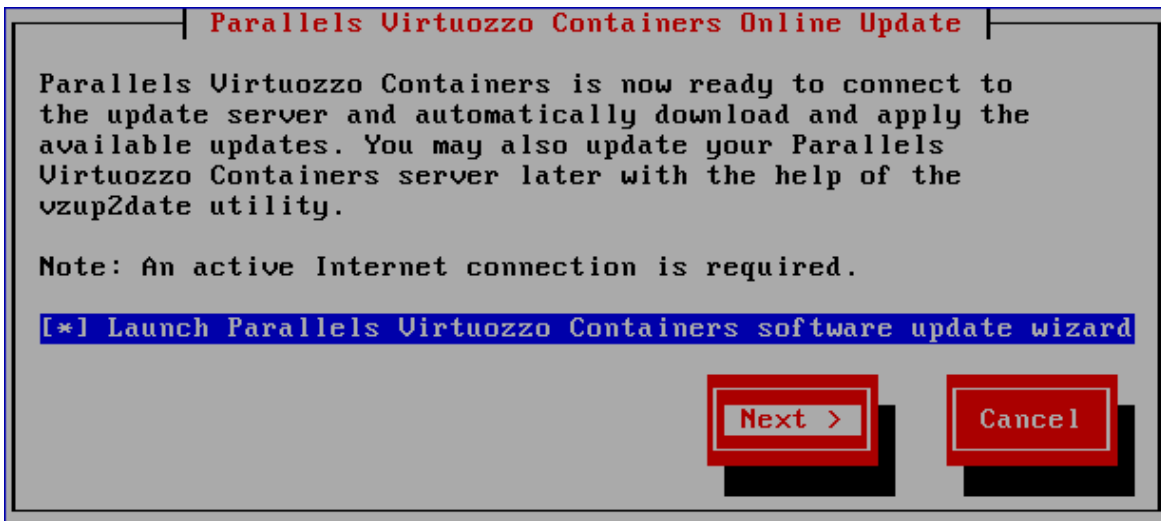 Parallels Virtuozzo Containers Online Update
Parallels Virtuozzo Containers is now ready to connect to
the update server and automatically download and apply the
available updates. You may also update your Parallels
Virtuozzo Containers server later with the help of the
vzup2date utility.
Note: An active Internet connection is required.
[*] Launch Parallels Virtuozzo Containers software update wizard
Next > Cancel